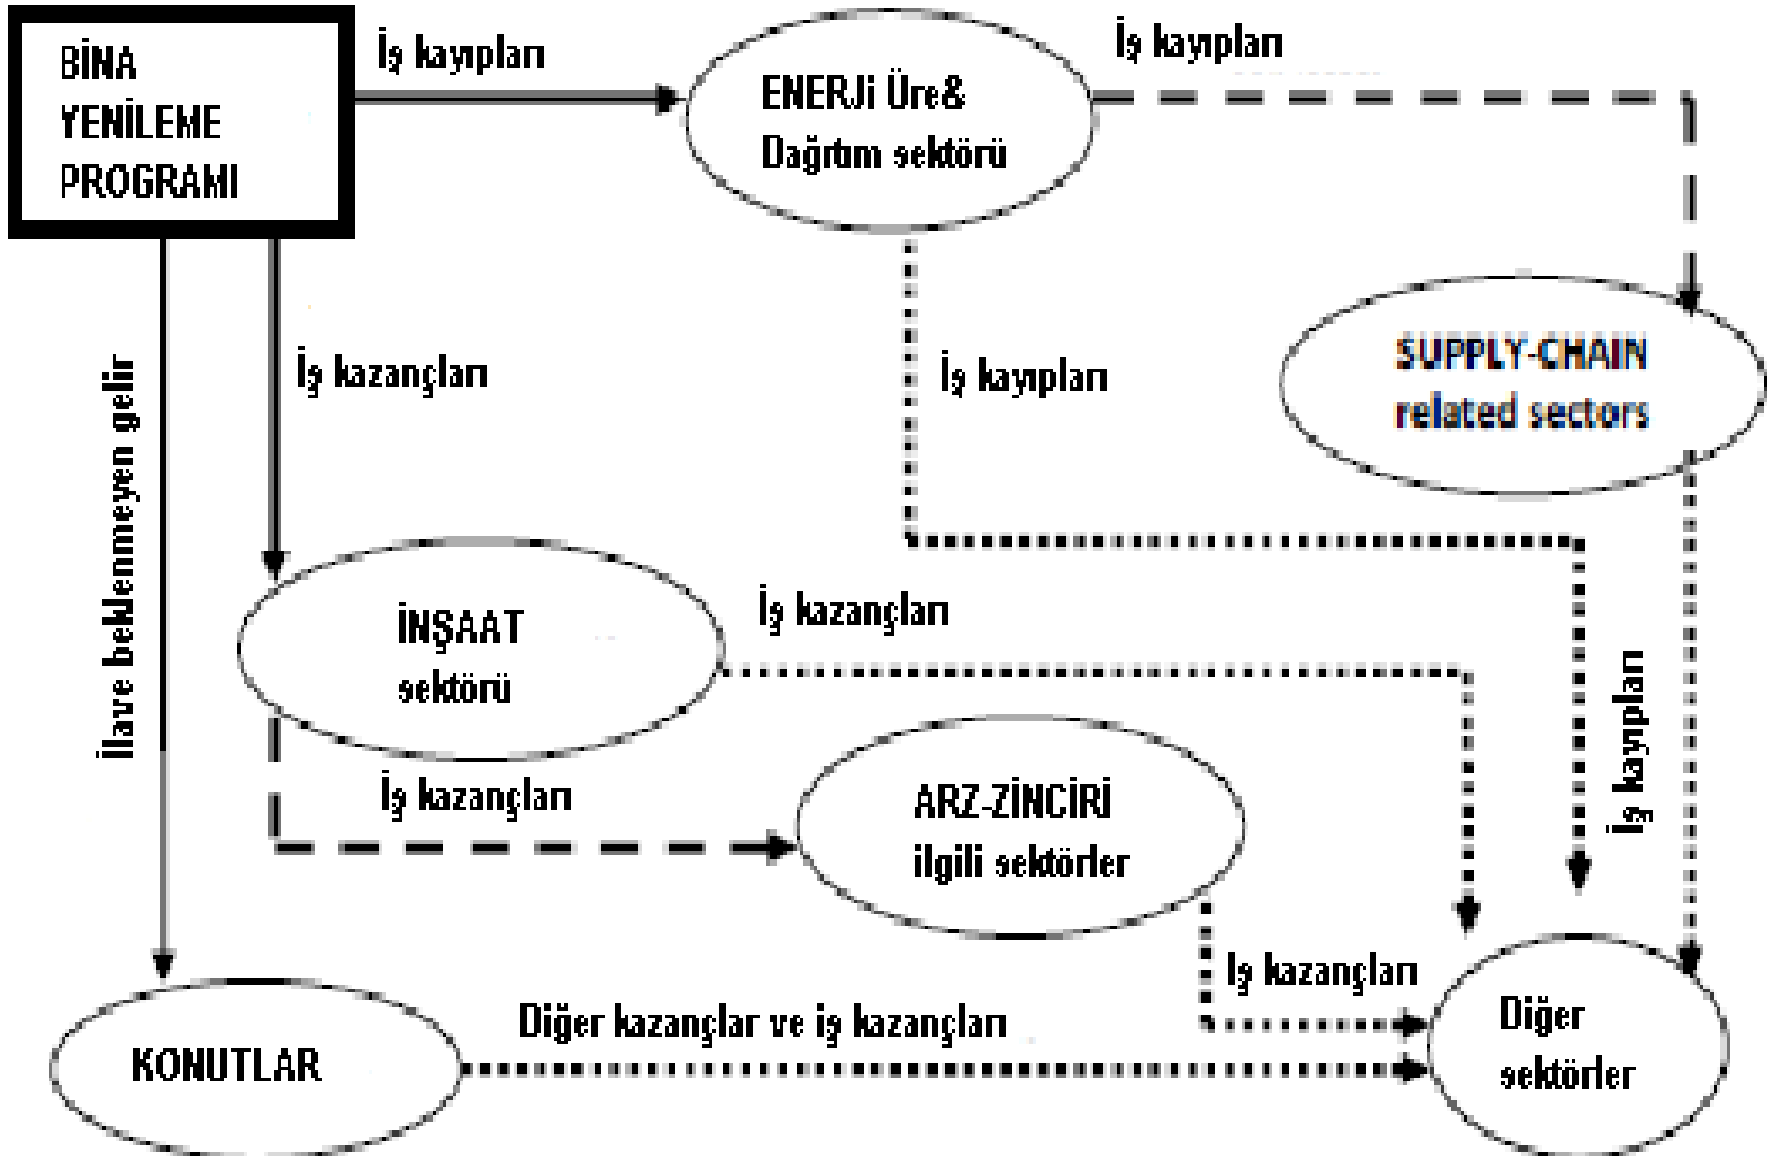 BİNA
YENİLEME
PROGRAMI
İş kayıpları
ENERJi Üre&
Dağıtım sektörü
İş kayıpları
SUPPLY-CHAIN
related sectors
İlave beklenmeyen gelir
İş kazançları
İş kayıpları
İNŞAAT
sektörü
İş kazançları
İş kayıpları
İş kazançları
ARZ-ZİNCİRİ
ilgili sektörler
İş kazançları
Diğer kazançlar ve iş kazançları
KONUTLAR
Diğer
sektörler